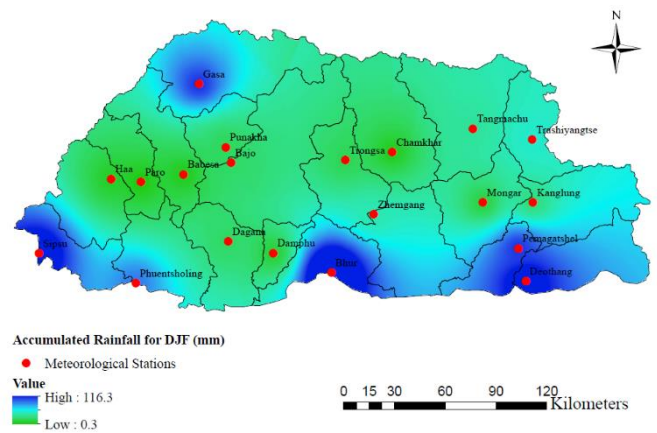 N
Gasa
Tangmachu
Trashiyangtse
Punakha
Bajo
Chamkhar
Trongsa
Haa
Paro
Babesa
Mongar
Kanglung
Zhemgang
Dagana
Damphu
Pemagatshel
Sipsu
Phuentsholing
Bhur
Deothang
Accumulated Rainfall for DJF (mm)
Meteorological Stations
Value
High : 116.3
Low : 0.3
0 15 30 60 90 120
Kilometers